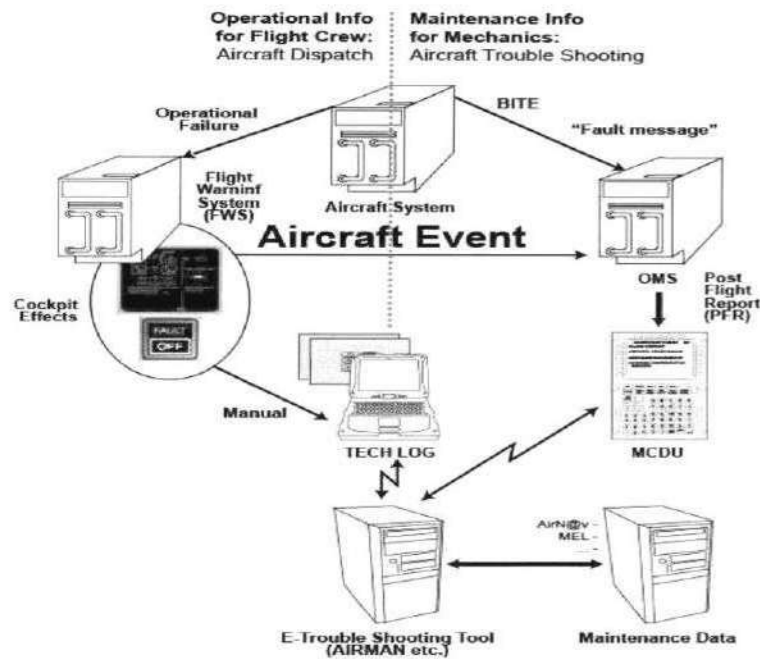 Operational Info
for Flight Crew:
Aircraft Dispatch
Maintenance Info
for Mechanics:
Aircraft Trouble Shooting
Operational
Failure
BITE
"Fault message"
Flight
Warninf
System
(FWS)
Aircraft System
Aircraft Event
OMS
Post
Flight
Report
(PFR)
Cockpit
Effects
FAULT
OFF
Manual
TECH LOG
MCDU
AirN@v -
MEL -
E-Trouble Shooting Tool
(AIRMAN etc.)
Maintenance Data